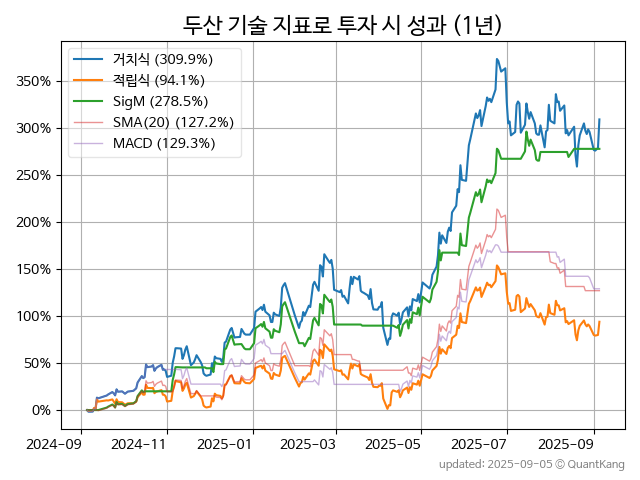 두산 기술 지표로 투자 시 성과 (1년)
거치식 (309.9%)
적립식 (94.1%)
SigM (278.5%)
SMA(20) (127.2%)
MACD (129.3%)
350%
300%
250%
200%
150%
100%
50%
0%
2024-09
2024-11
2025-01
2025-03
2025-05
2025-07
2025-09
updated: 2025-09-05 © QuantKang